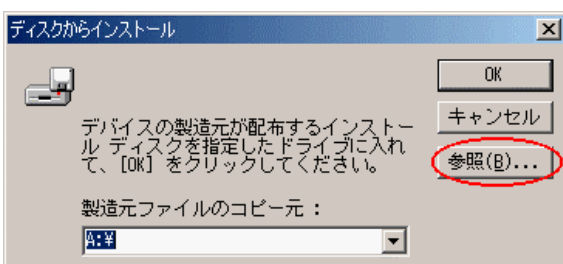 ディスクからインストール
OK
デバイスの製造元が配布するインストー
ル ディスクを指定したドライブに入れ
て、[OK] をクリックしてください。
キャンセル
参照(B)...
製造元ファイルのコピー元：
A:¥